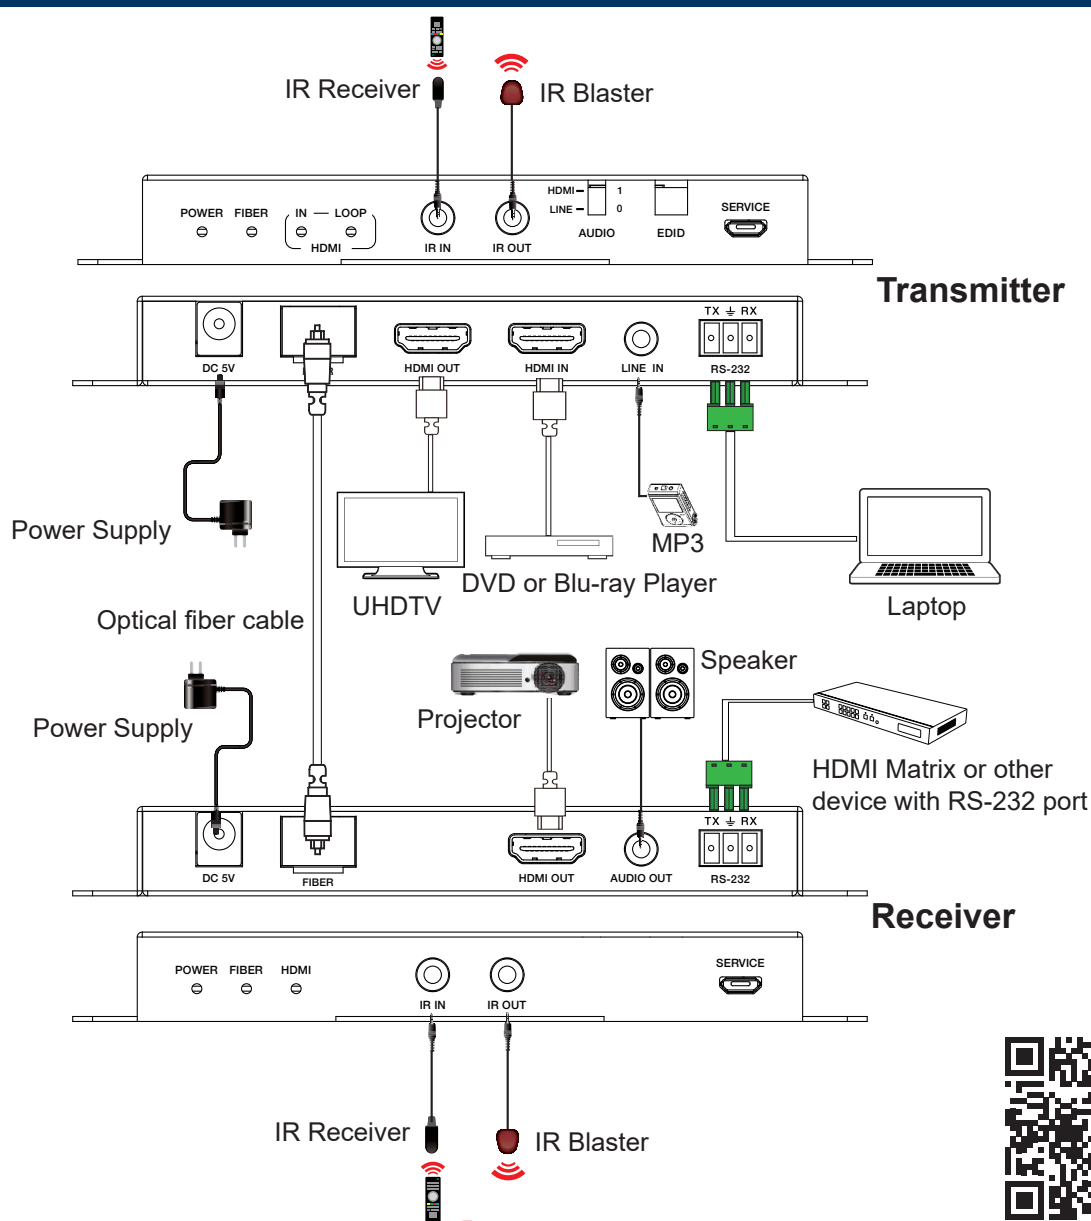 IR Receiver
IR Blaster
HDMI 1
LINE 0
POWER FIBER IN LOOP
HDMI
IR IN
IR OUT
AUDIO
EDID
SERVICE
Transmitter
TX RX
DC 5V
HDMI OUT
HDMI IN
LINE IN
RS-232
Power Supply
MP3
DVD or Blu-ray Player
UHDTV
Laptop
Optical fiber cable
Speaker
Projector
Power Supply
HDMI Matrix or other
device with RS-232 port
TX RX
DC 5V
FIBER
HDMI OUT
AUDIO OUT
RS-232
Receiver
POWER FIBER HDMI
IR IN
IR OUT
SERVICE
IR Receiver
IR Blaster